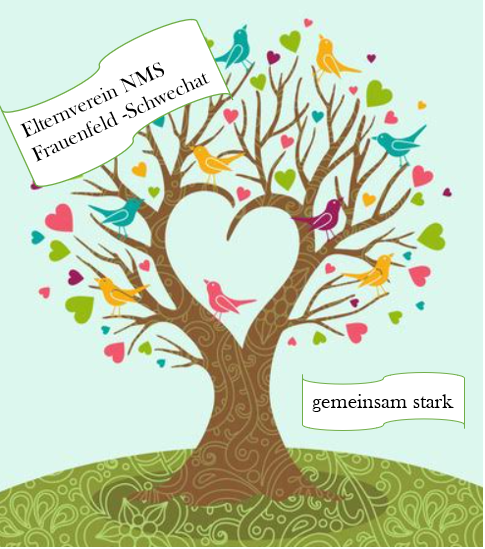 Elternverein NMS
Frauenfeld -Schwechat
gemeinsam stark